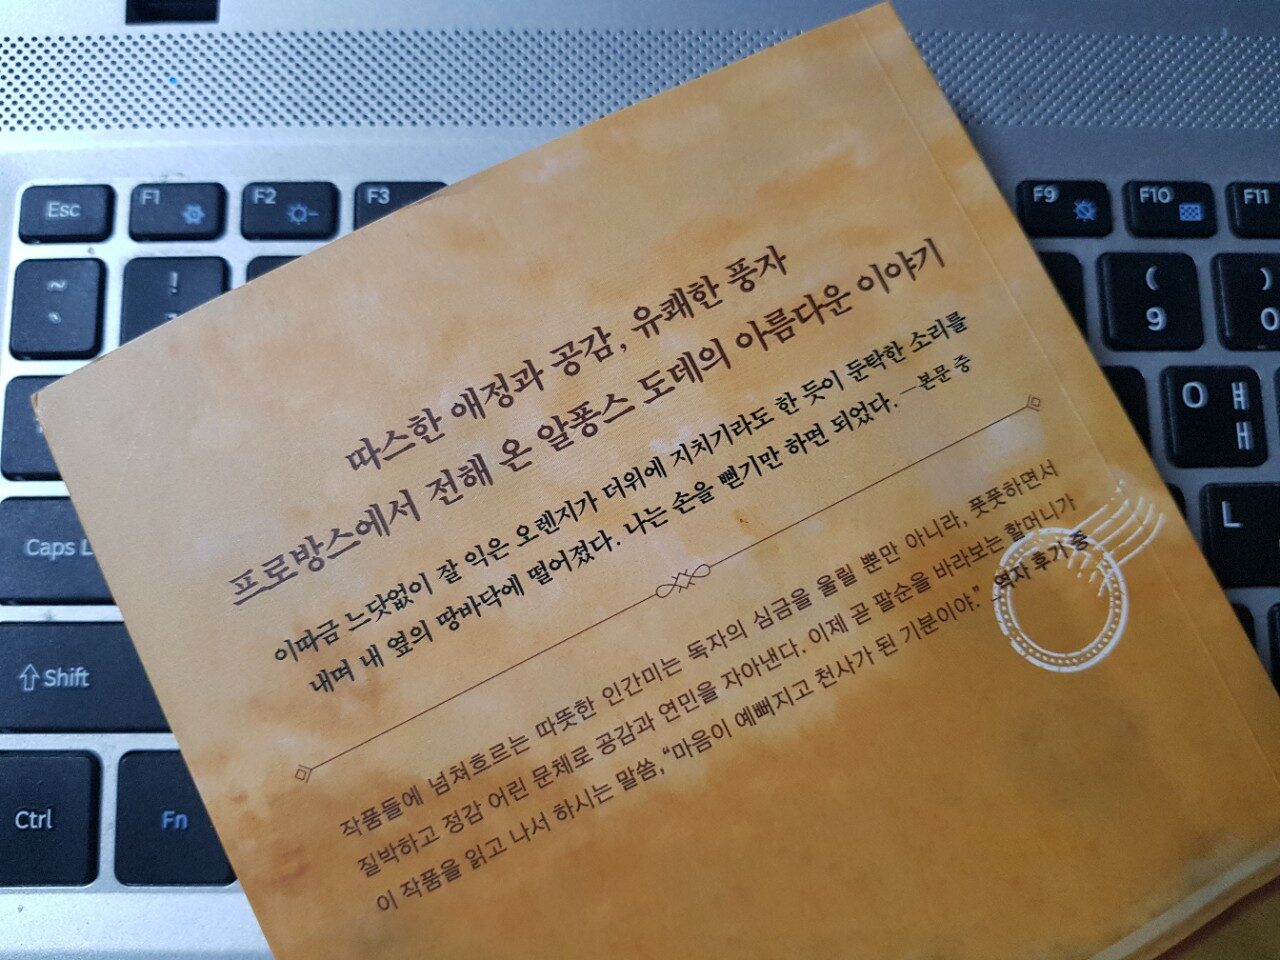 Esc
F1
F2
F3
F9
F10
F11
~
!
(
9
)
0
ㅐ
ㅒ
O
L
Caps L
Shift
Ctrl
Fn
따스한 애정과 공감, 유쾌한 풍자
프로방스에서 전해 온 알퐁스 도데의 아름다운 이야기
이따금 느닷없이 잘 익은 오렌지가 더위에 지치기라도 한 듯이 둔탁한 소리를
내며 내 옆의 땅바닥에 떨어졌다. 나는 손을 뻗기만 하면 되었다. —본문 중
작품들에 넘쳐흐르는 따뜻한 인간미는 독자의 심금을 울릴 뿐만 아니라, 풋풋하면서
질박하고 정감 어린 문체로 공감과 연민을 자아낸다. 이제 곧 팔순을 바라보는 할머니가
이 작품을 읽고 나서 하시는 말씀, “마음이 예뻐지고 천사가 된 기분이야.” —역자 후기 중